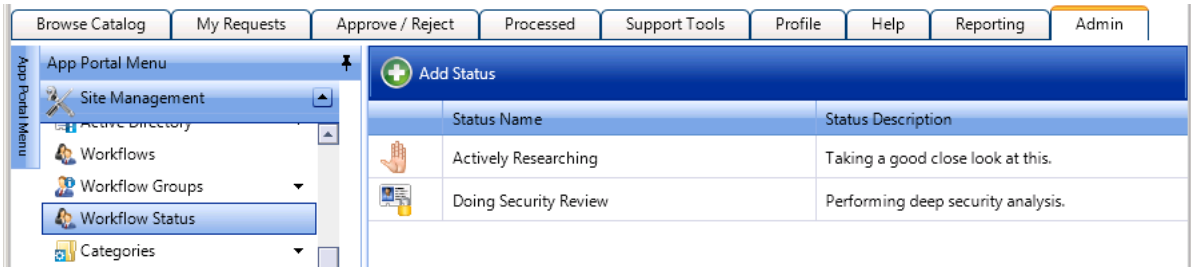 Browse Catalog My Requests Approve / Reject Processed Support Tools Profile Help Reporting Admin
App Portal Menu
App Portal Menu
Add Status
Site Management
Status Name Status Description
Active Directory
Workflows
Actively Researching Taking a good close look at this.
Workflow Groups
Doing Security Review Performing deep security analysis.
Workflow Status
Categories